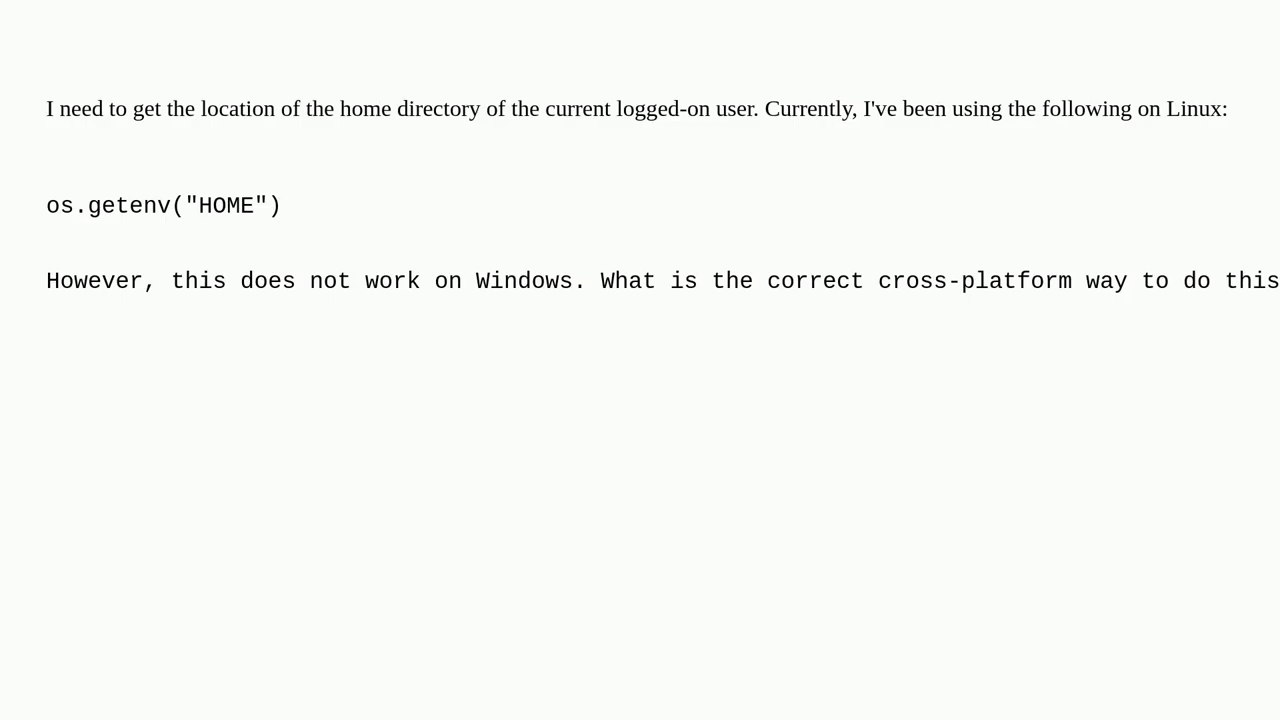 I need to get the location of the home directory of the current logged-on user. Currently, I've been using the following on Linux:
os.getenv("HOME")
However, this does not work on Windows. What is the correct cross-platform way to do this